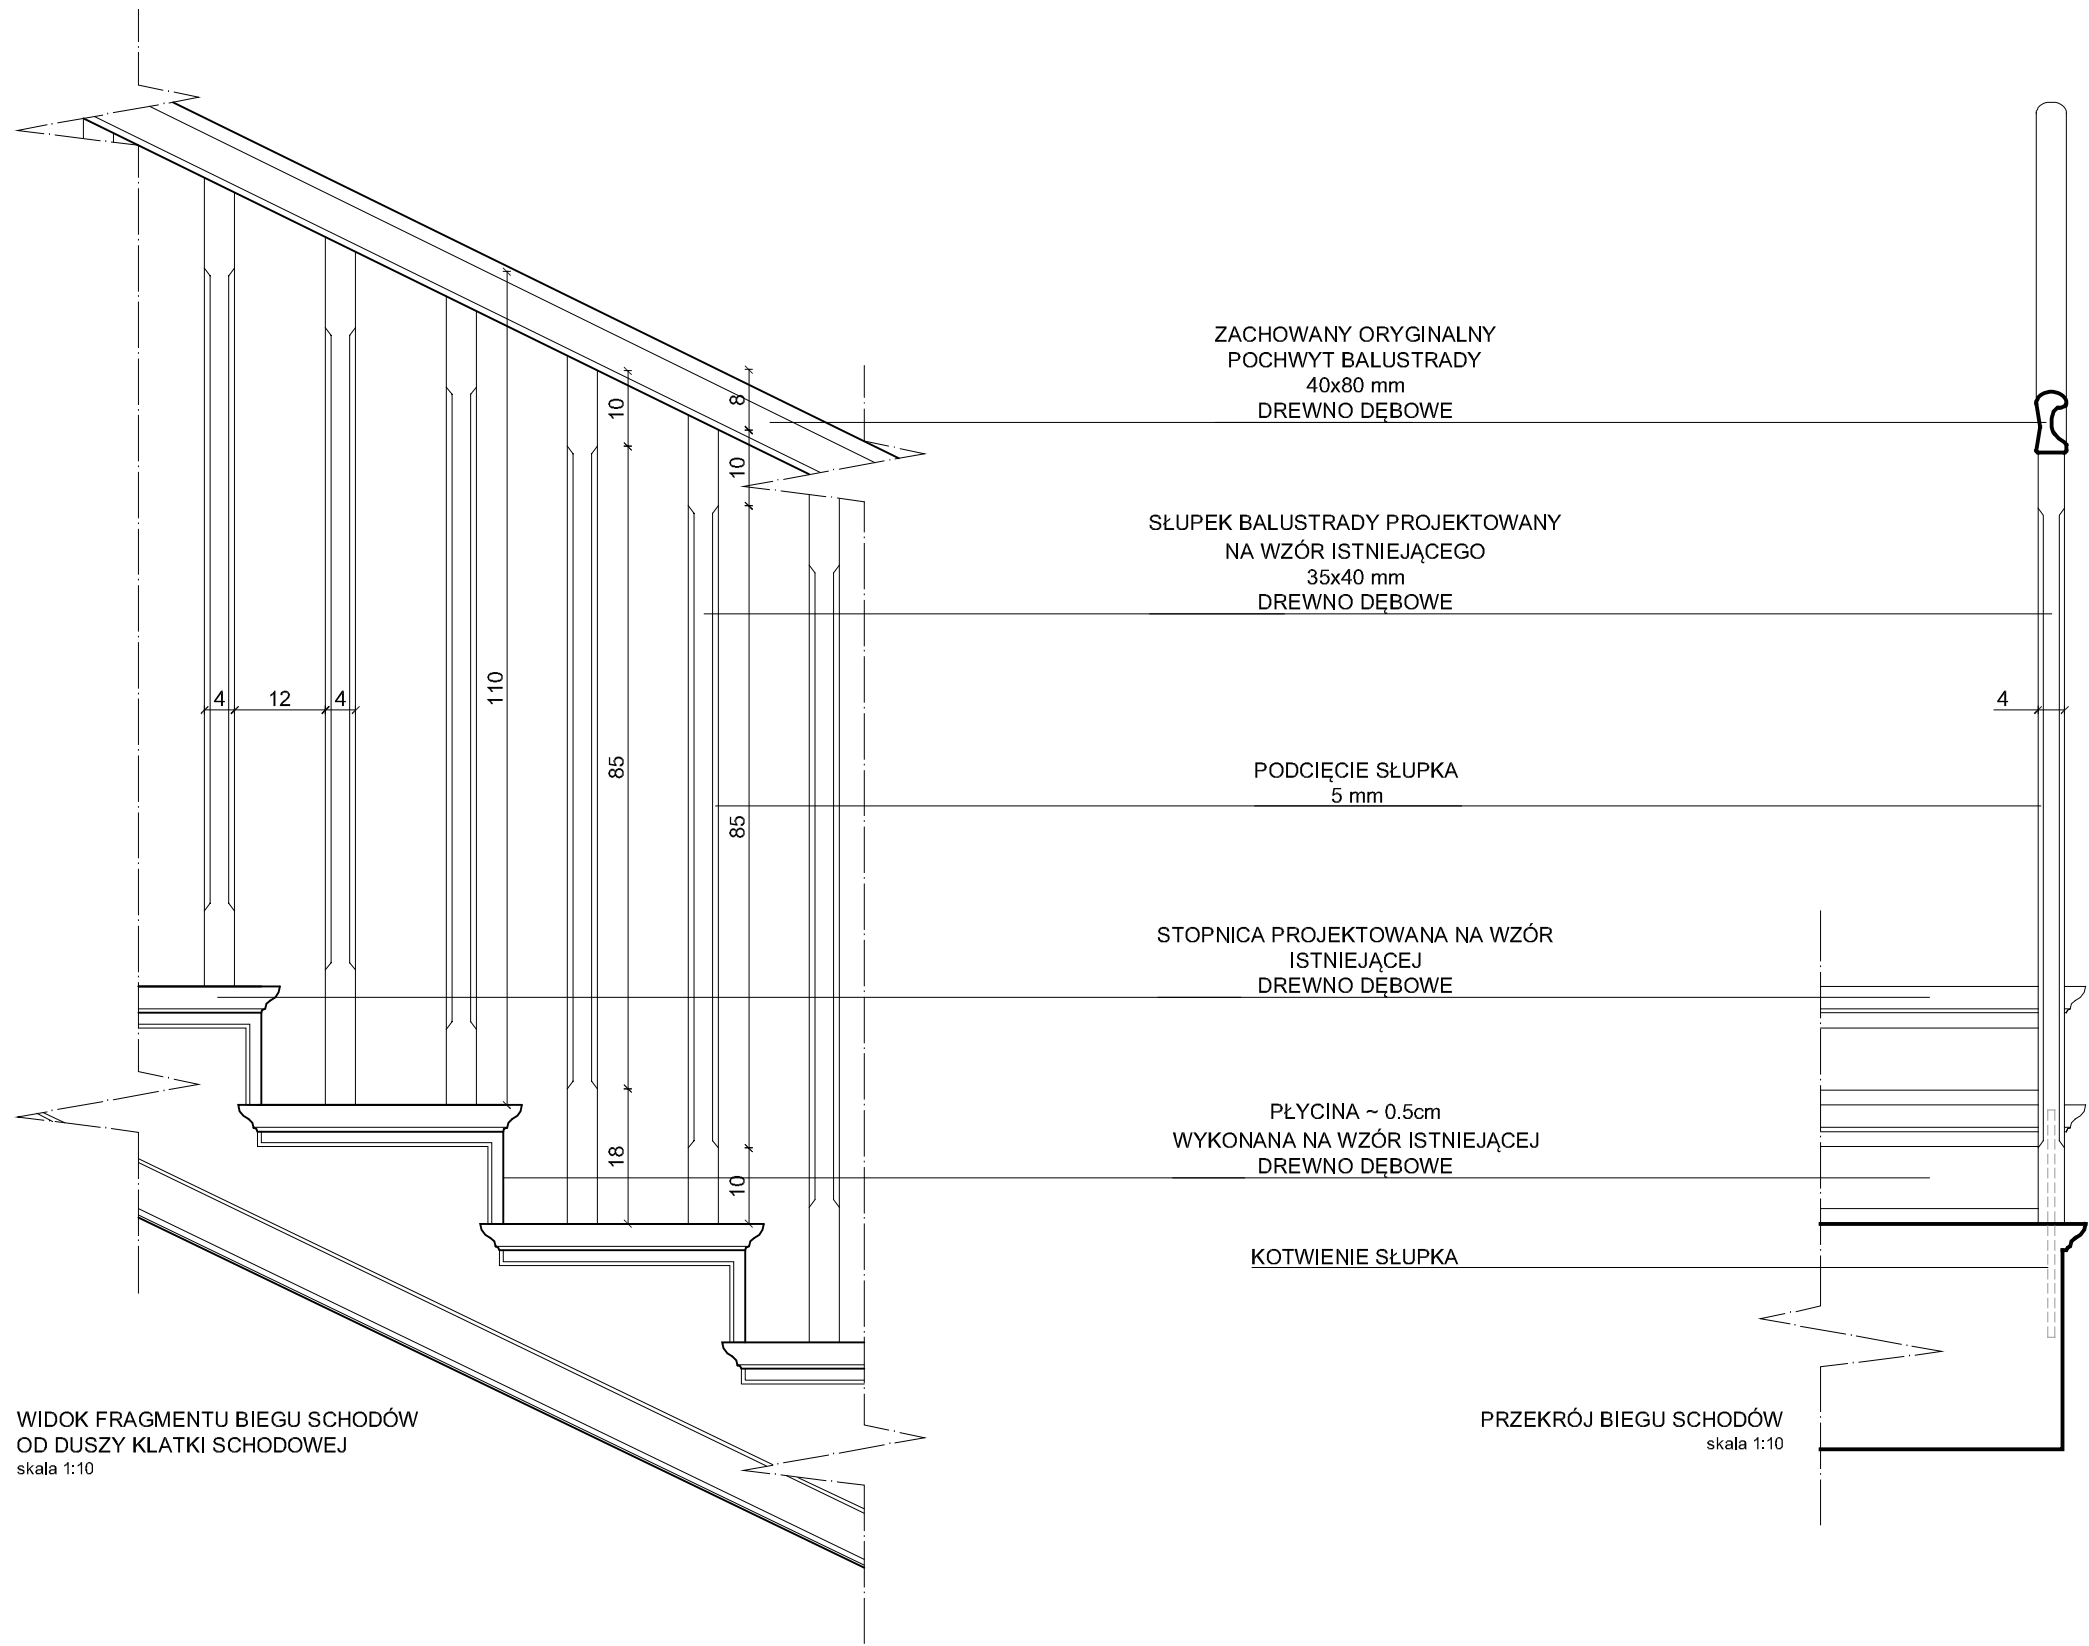 ZACHOWANY ORYGINALNY
POCHWYT BALUSTRADY
40x80 mm
DREWNO DĘBOWE
8
10
10
SŁUPEK BALUSTRADY PROJEKTOWANY
NA WZÓR ISTNIEJĄCEGO
35x40 mm
DREWNO DĘBOWE
4
12
4
110
4
85
85
PODCIĘCIE SŁUPKA
5 mm
STOPNICA PROJEKTOWANA NA WZÓR
ISTNIEJĄCEJ
DREWNO DĘBOWE
PŁYCINA ~ 0.5cm
WYKONANA NA WZÓR ISTNIEJĄCEJ
DREWNO DĘBOWE
18
10
KOTWIENIE SŁUPKA
WIDOK FRAGMENTU BIEGU SCHODÓW
OD DUSZY KLATKI SCHODOWEJ
skala 1:10
PRZEKRÓJ BIEGU SCHODÓW
skala 1:10